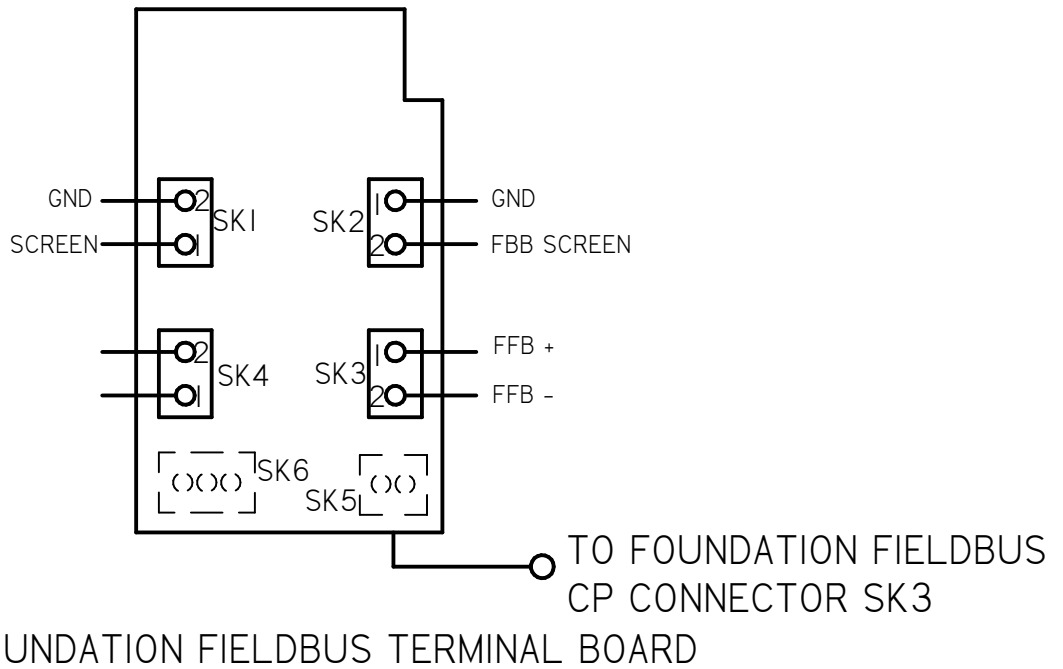 GND
2
SK1
SCREEN
1
SK2
1
GND
2
FBB SCREEN
2
SK4
1
SK3
1
FFB +
2
FFB -
SK6
SK5
TO FOUNDATION FIELDBUS
CP CONNECTOR SK3
UNDATION FIELDBUS TERMINAL BOARD